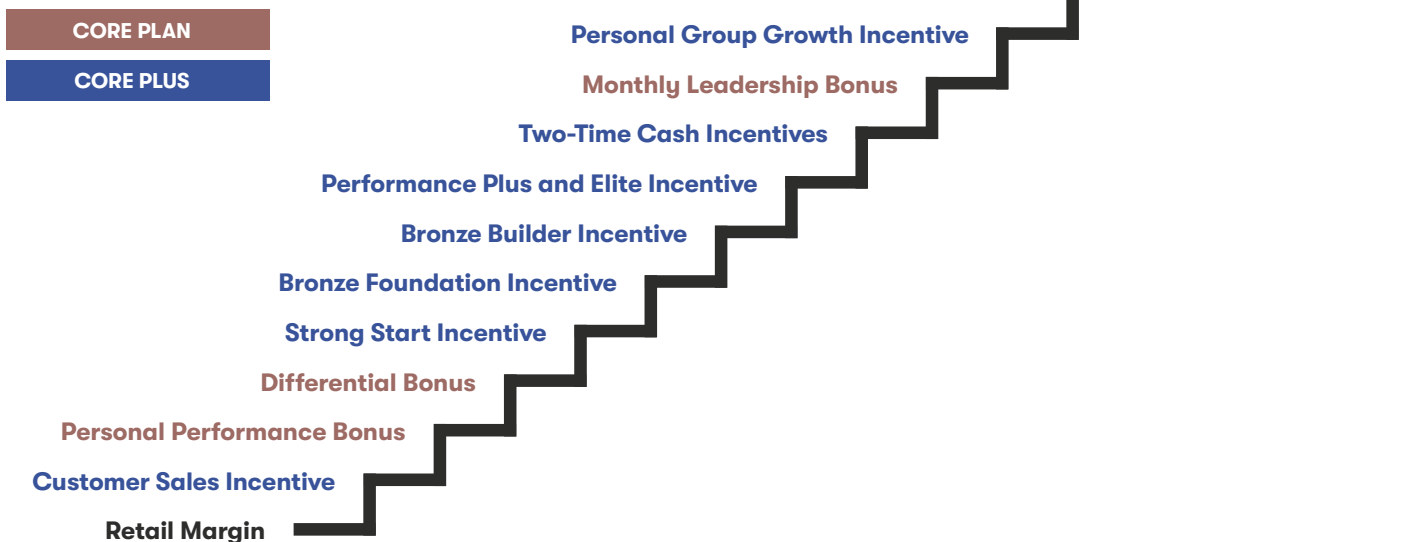 CORE PLAN
CORE PLUS
Personal Group Growth Incentive
Monthly Leadership Bonus
Two-Time Cash Incentives
Performance Plus and Elite Incentive
Bronze Builder Incentive
Bronze Foundation Incentive
Strong Start Incentive
Differential Bonus
Personal Performance Bonus
Customer Sales Incentive
Retail Margin